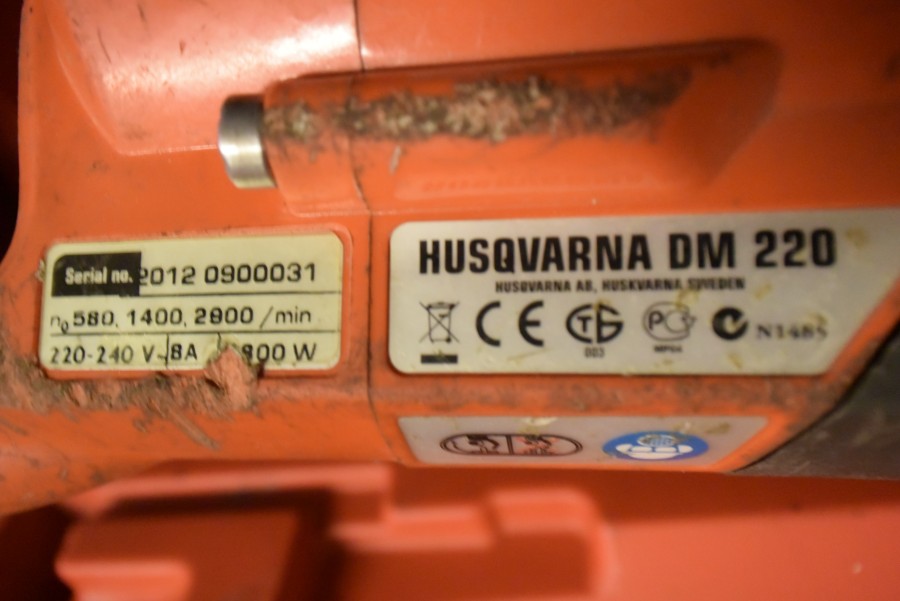 Serial no. 2012 0900031
n₀ 580, 1400, 2800 /min
220-240 V~ 8A 800 W
HUSQVARNA DM 220
HUSQVARNA AB, HUSKVARNA SWEDEN
CE
003
N1485